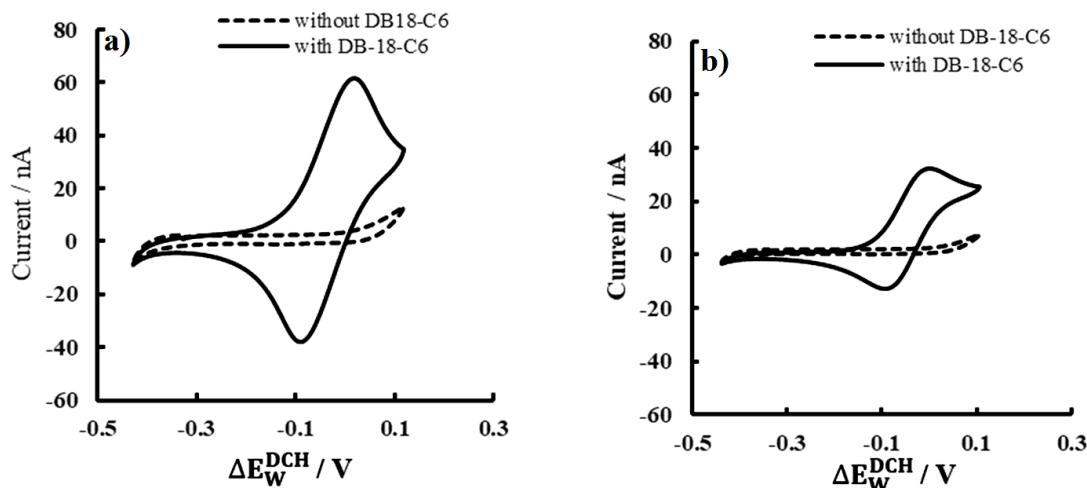 a)
without DB18-C6
with DB-18-C6
80
60
40
20
0
-20
-40
-60
Current / nA
-0.5
-0.3
-0.1
0.1
0.3
ΔE_W^DCH / V
b)
without DB-18-C6
with DB-18-C6
80
60
40
20
0
-20
-40
-60
Current / nA
-0.5
-0.3
-0.1
0.1
0.3
ΔE_W^DCH / V